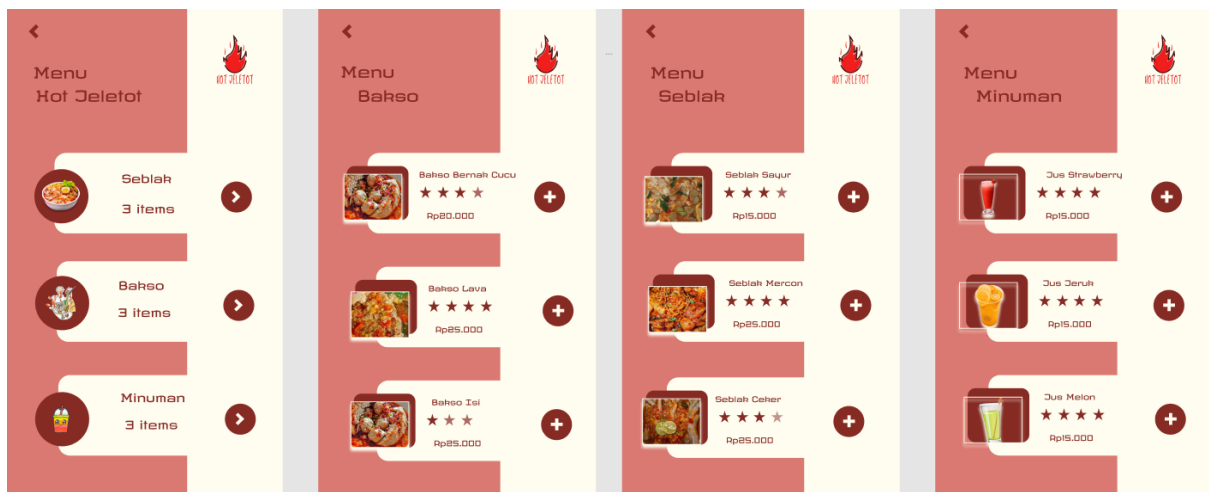 Menu
Hot Jeletot
HOT JELETOT
Seblak
3 items
Bakso
3 items
Minuman
3 items
Menu
Bakso
HOT JELETOT
Bakso Bernak Cucu
Rp20.000
Bakso Lava
Rp25.000
Bakso Isi
Rp25.000
Menu
Seblak
HOT JELETOT
Seblak Sayur
Rp15.000
Seblak Mercon
Rp25.000
Seblak Ceker
Rp25.000
Menu
Minuman
HOT JELETOT
Jus Strawberry
Rp15.000
Jus Jeruk
Rp15.000
Jus Melon
Rp15.000